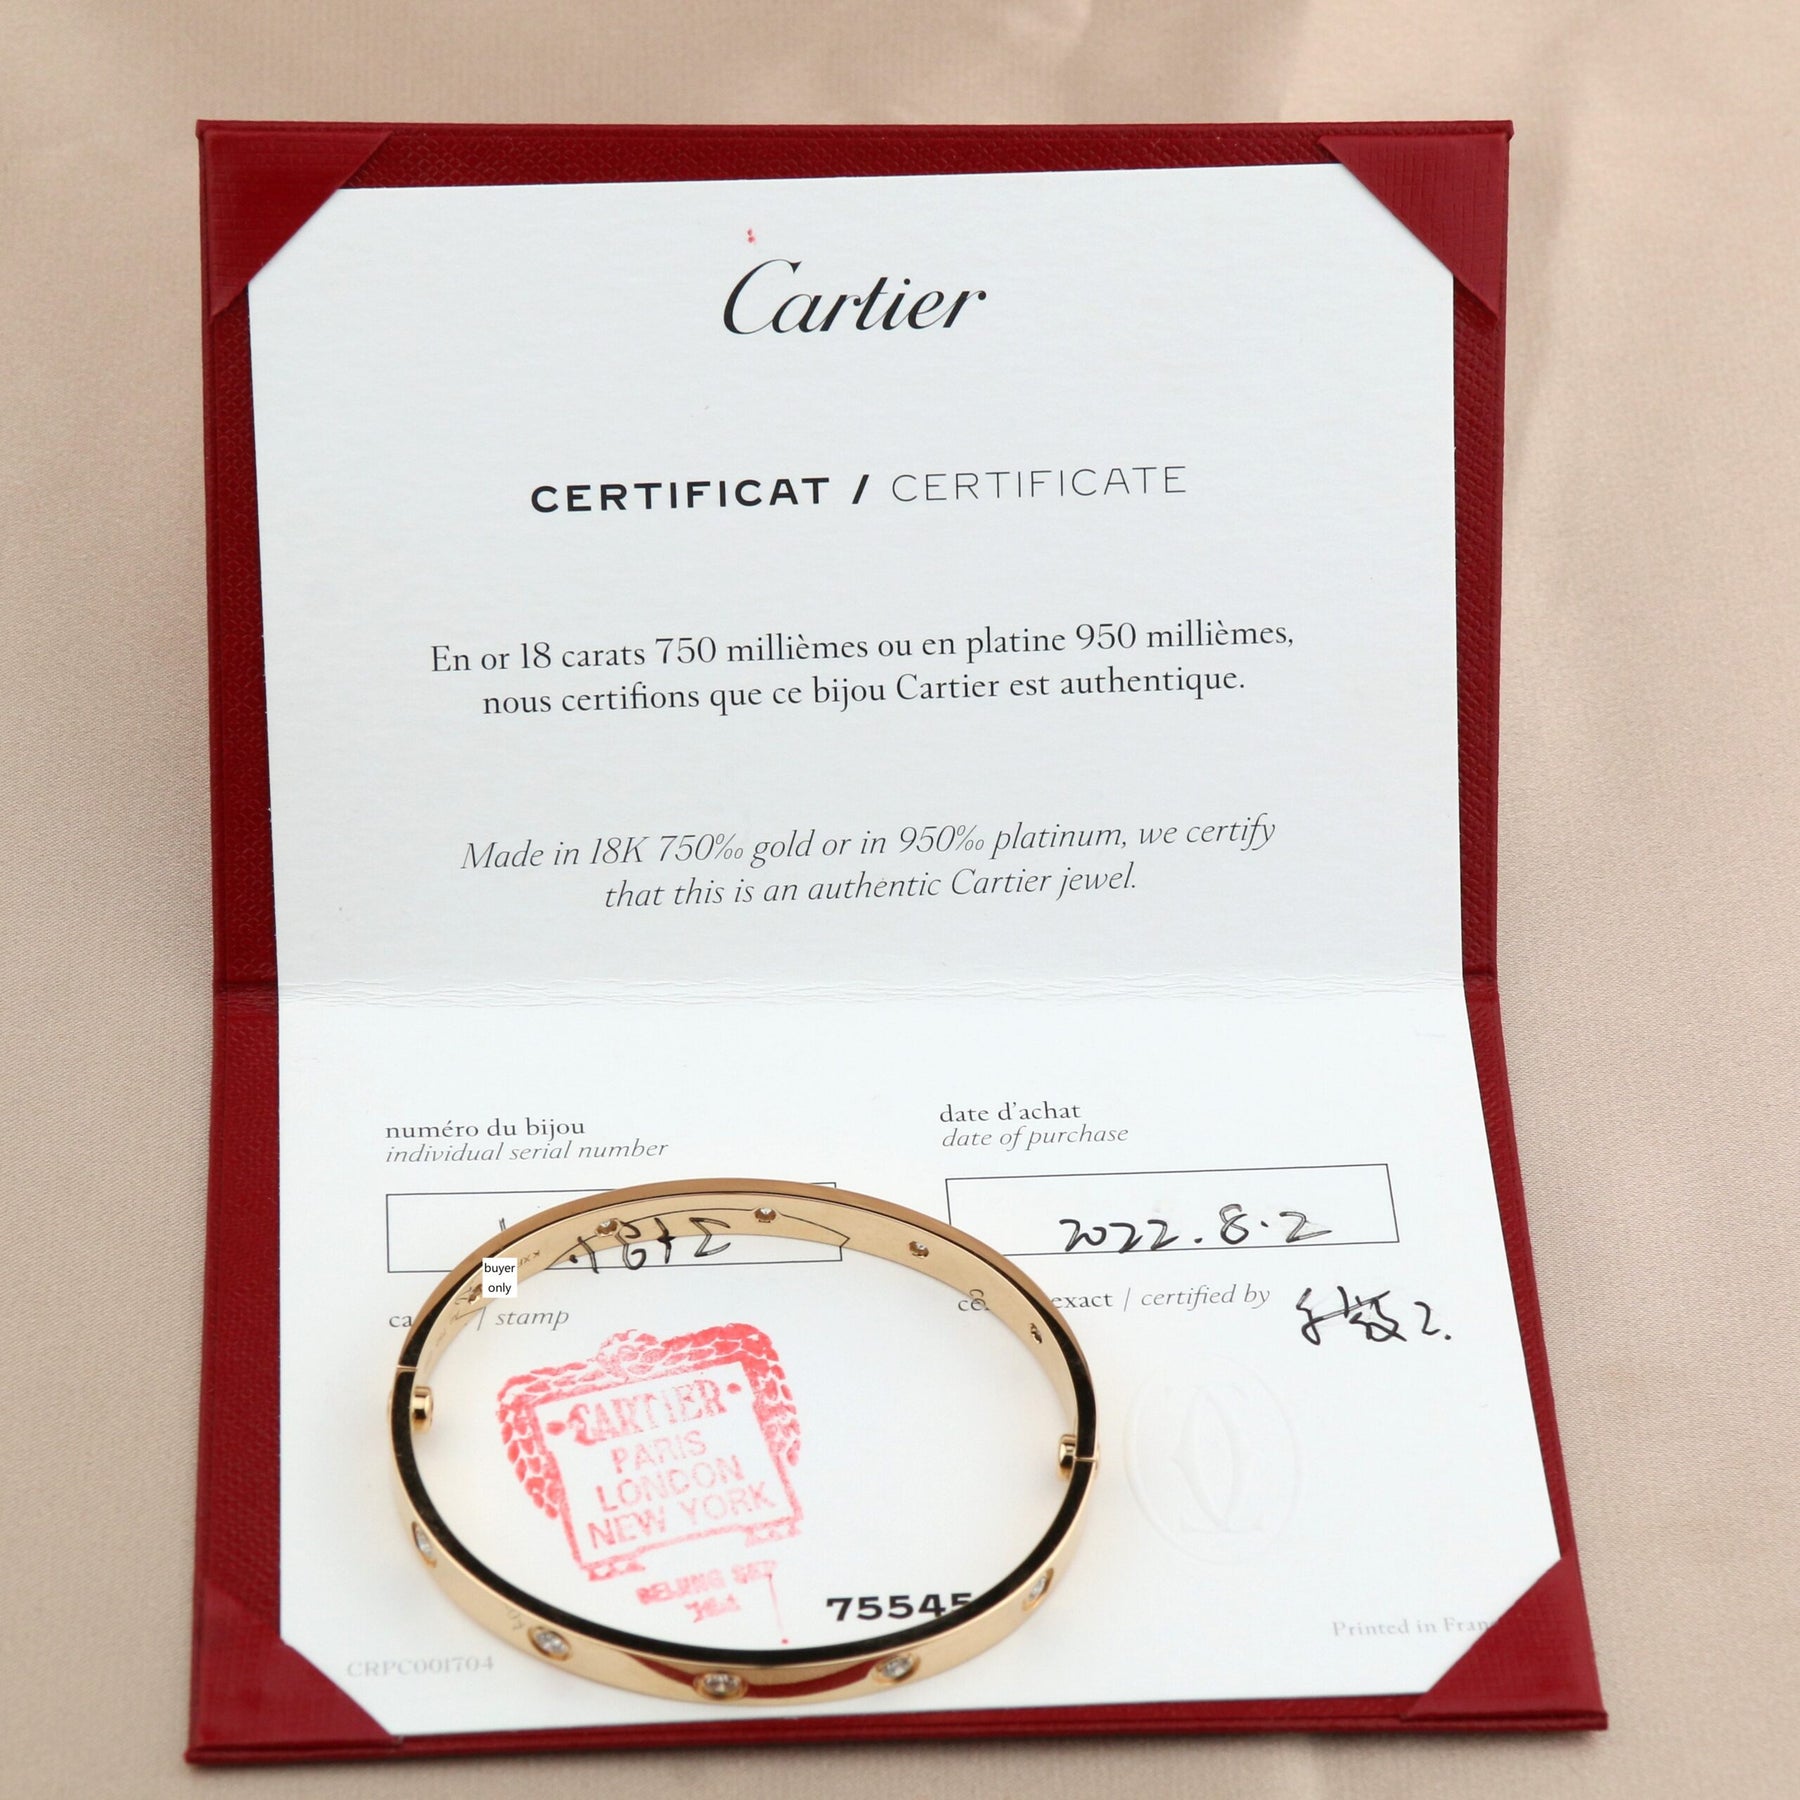 Cartier
CERTIFICAT / CERTIFICATE
En or 18 carats 750 millièmes ou en platine 950 millièmes,
nous certifions que ce bijou Cartier est authentique.
Made in 18K 750‰ gold or in 950‰ platinum, we certify
that this is an authentic Cartier jewel.
numéro du bijou
individual serial number
date d'achat
date of purchase
2022.8.2
buyer
only
| stamp
exact | certified by
CARTIER
PARIS
LONDON
NEW YORK
75545
CRPC001704
Printed in